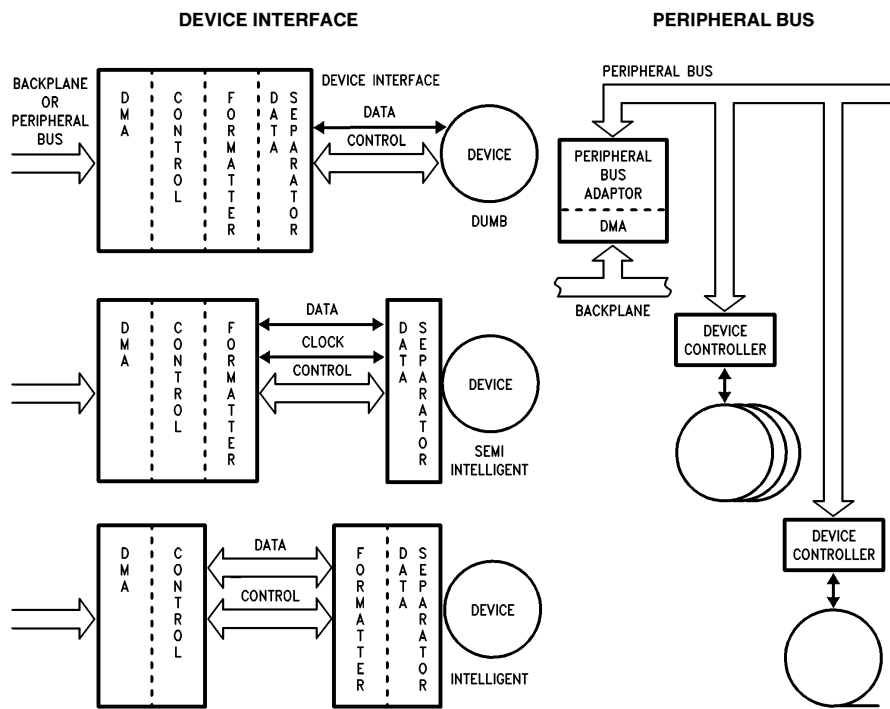 DEVICE INTERFACE
PERIPHERAL BUS
BACKPLANE
OR
PERIPHERAL
BUS
DMA
CONTROL
FORMATTER
DATA
SEPARATOR
DEVICE INTERFACE
DATA
CONTROL
DEVICE
DUMB
DMA
CONTROL
FORMATTER
DATA
CLOCK
CONTROL
DATA
SEPARATOR
DEVICE
SEMI
INTELLIGENT
DMA
CONTROL
DATA
CONTROL
FORMATTER
DATA
SEPARATOR
DEVICE
INTELLIGENT
PERIPHERAL BUS
PERIPHERAL
BUS
ADAPTOR
DMA
BACKPLANE
DEVICE
CONTROLLER
DEVICE
CONTROLLER